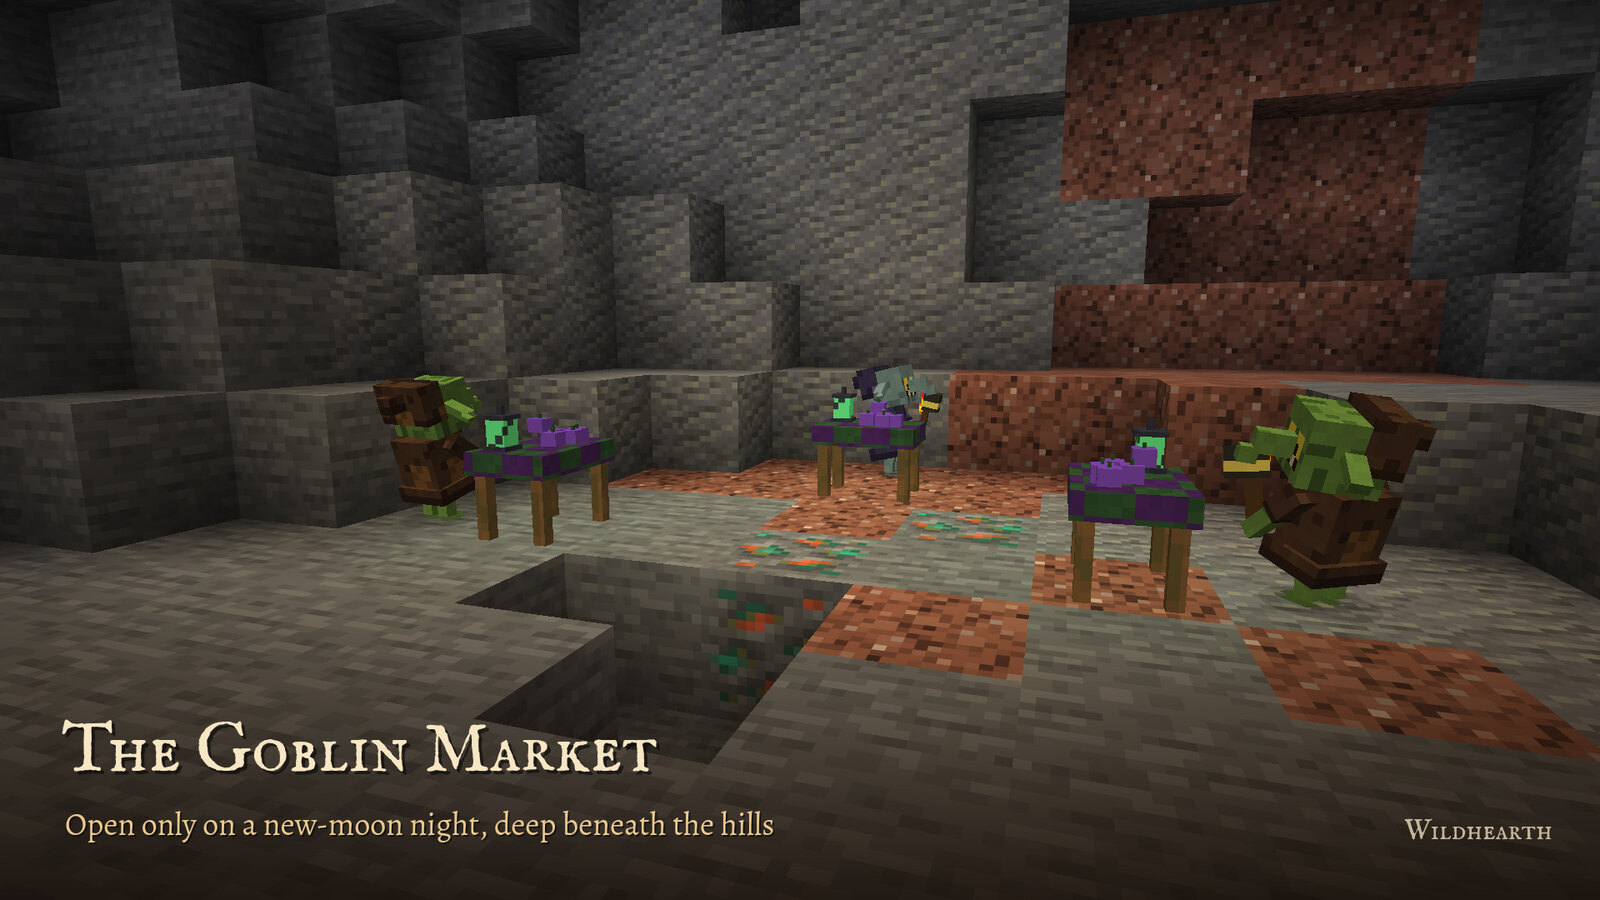 The Goblin Market
Open only on a new-moon night, deep beneath the hills
Wildhearth